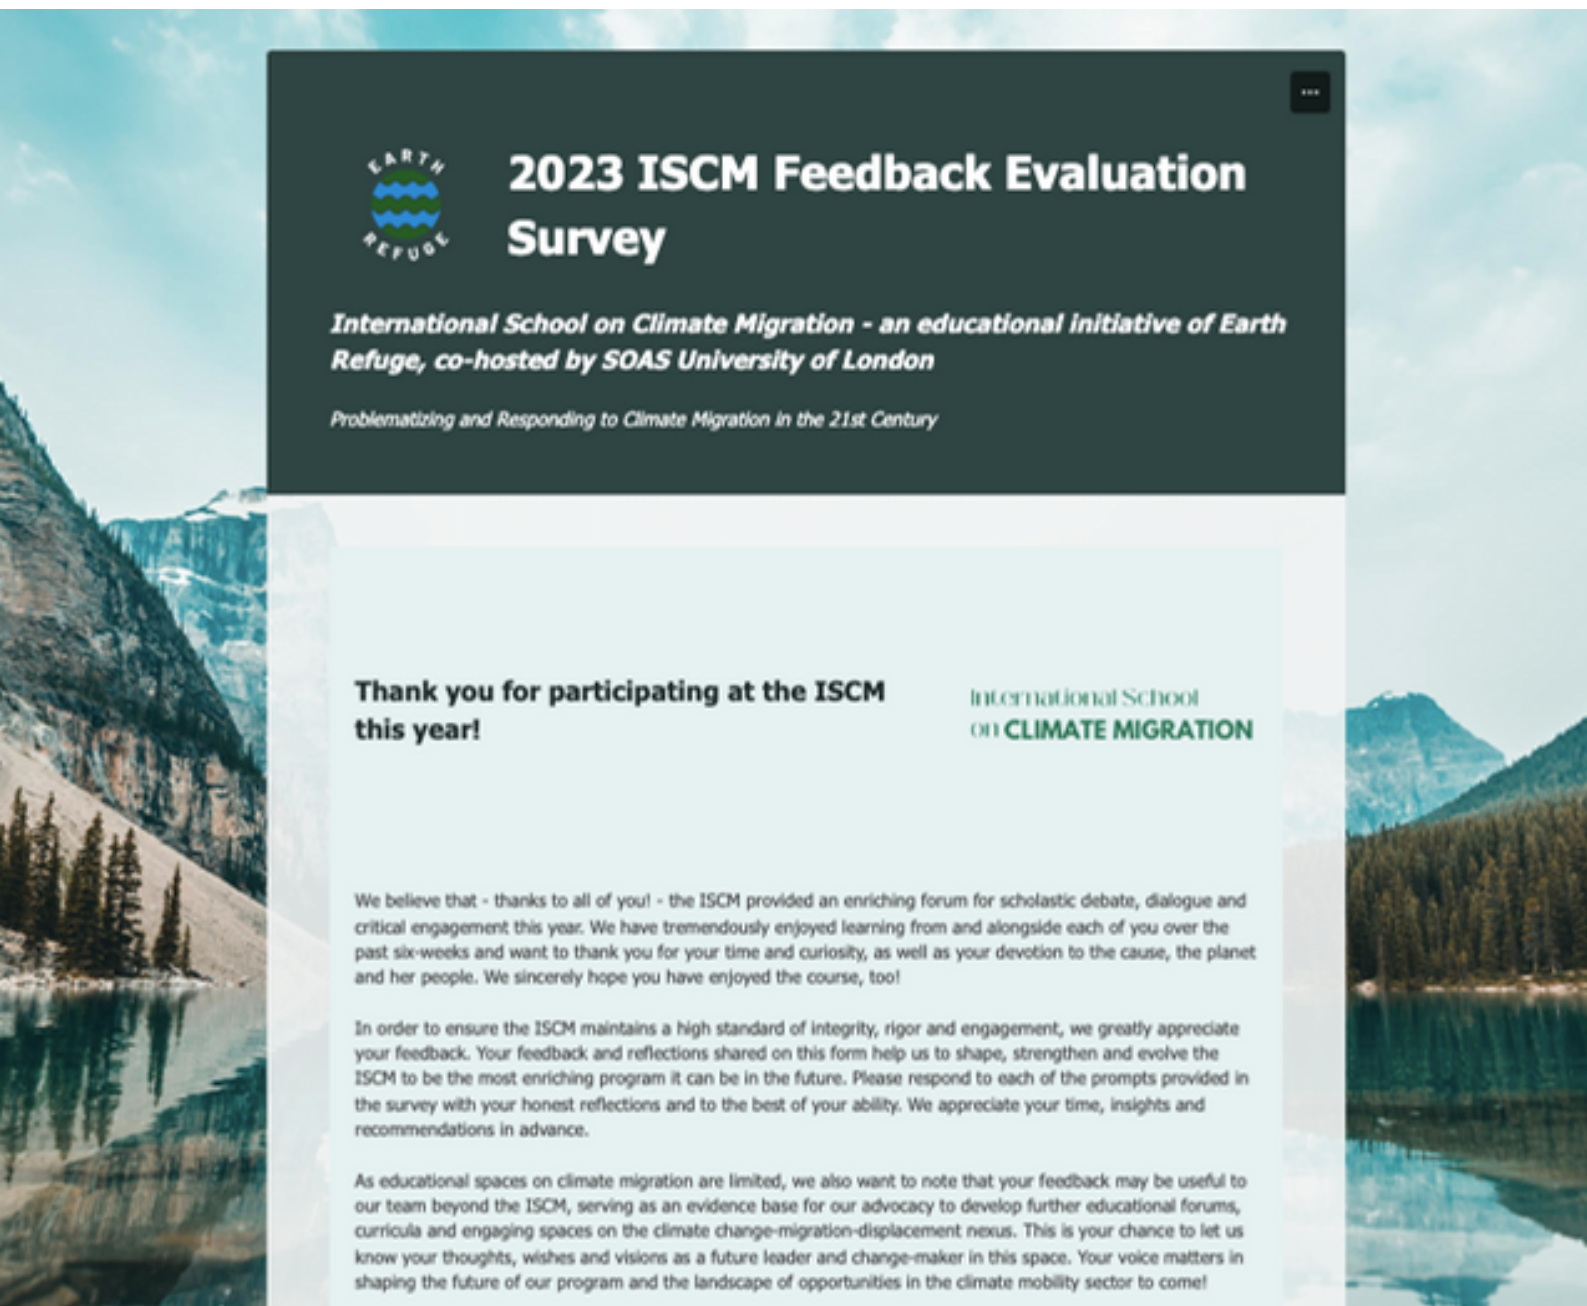 EARTH
REFUGE
2023 ISCM Feedback Evaluation
Survey
International School on Climate Migration - an educational initiative of Earth
Refuge, co-hosted by SOAS University of London
Problematizing and Responding to Climate Migration in the 21st Century
Thank you for participating at the ISCM
this year!
International School
on CLIMATE MIGRATION
We believe that - thanks to all of you! - the ISCM provided an enriching forum for scholastic debate, dialogue and
critical engagement this year. We have tremendously enjoyed learning from and alongside each of you over the
past six-weeks and want to thank you for your time and curiosity, as well as your devotion to the cause, the planet
and her people. We sincerely hope you have enjoyed the course, too!
In order to ensure the ISCM maintains a high standard of integrity, rigor and engagement, we greatly appreciate
your feedback. Your feedback and reflections shared on this form help us to shape, strengthen and evolve the
ISCM to be the most enriching program it can be in the future. Please respond to each of the prompts provided in
the survey with your honest reflections and to the best of your ability. We appreciate your time, insights and
recommendations in advance.
As educational spaces on climate migration are limited, we also want to note that your feedback may be useful to
our team beyond the ISCM, serving as an evidence base for our advocacy to develop further educational forums,
curricula and engaging spaces on the climate change-migration-displacement nexus. This is your chance to let us
know your thoughts, wishes and visions as a future leader and change-maker in this space. Your voice matters in
shaping the future of our program and the landscape of opportunities in the climate mobility sector to come!